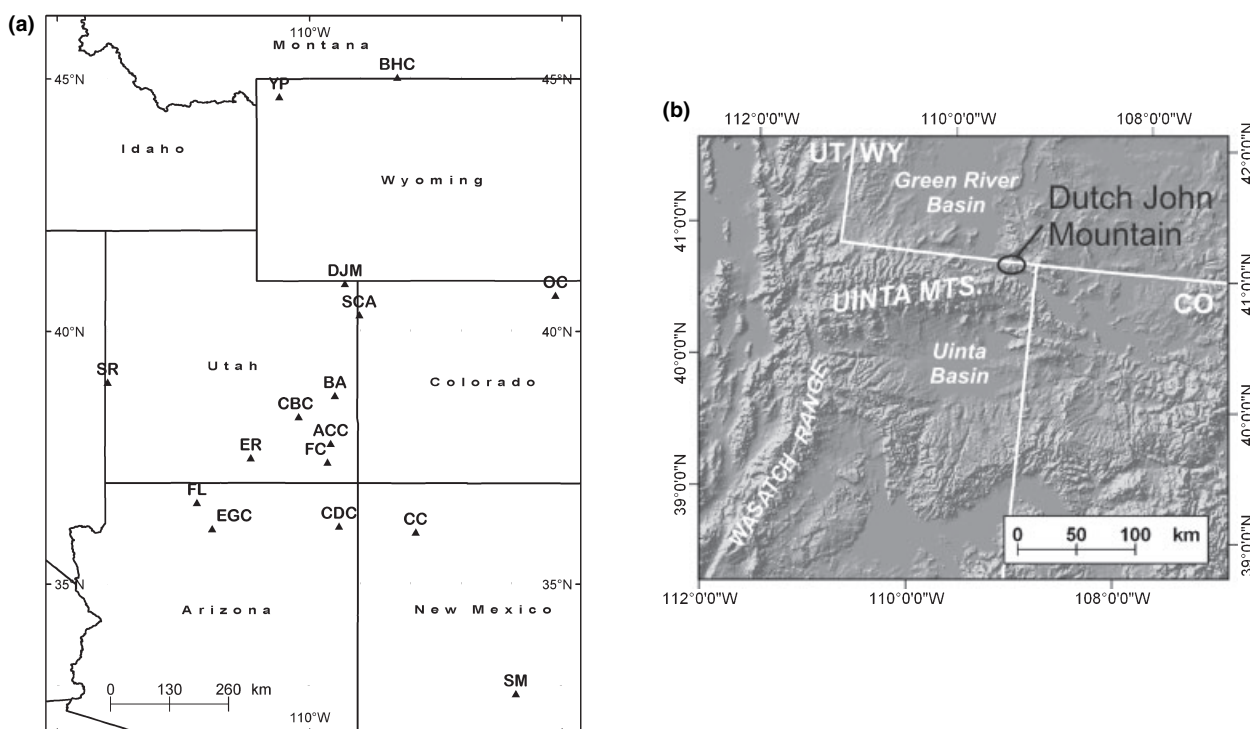 (a)
110°W
Montana
BHC
45°N
45°N
YP
Idaho
Wyoming
DJM
OC
SCA
40°N
40°N
SR
Utah
BA
Colorado
CBC
ACC
ER
FC
FL
EGC
CDC
CC
35°N
35°N
Arizona
New Mexico
SM
0 130 260 km
110°W
(b)
112°0'0"W 110°0'0"W 108°0'0"W
UT WY
42°0'0"N
Green River
Basin
Dutch John
Mountain
41°0'0"N
41°0'0"N
UINTA MTS.
CO
Uinta
Basin
40°0'0"N
40°0'0"N
WASATCH RANGE
39°0'0"N
39°0'0"N
0 50 100 km
112°0'0"W 110°0'0"W 108°0'0"W